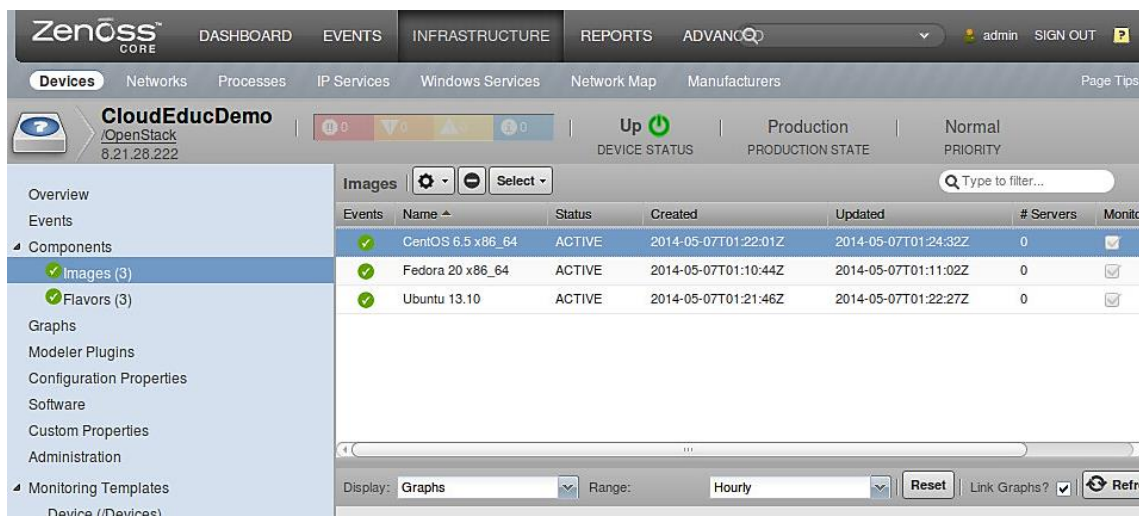 Zenoss™ CORE
DASHBOARD EVENTS INFRASTRUCTURE REPORTS ADVANCED admin SIGN OUT ?
Devices Networks Processes IP Services Windows Services Network Map Manufacturers Page Tips
CloudEducDemo
/OpenStack
8.21.28.222
0 0 0 0
Up
DEVICE STATUS
Production
PRODUCTION STATE
Normal
PRIORITY
Overview
Events
Components
Images (3)
Flavors (3)
Graphs
Modeler Plugins
Configuration Properties
Software
Custom Properties
Administration
Monitoring Templates
Device (/Devices)
Images Select Type to filter...
Events Name Status Created Updated # Servers Monito
CentOS 6.5 x86_64 ACTIVE 2014-05-07T01:22:01Z 2014-05-07T01:24:32Z 0
Fedora 20 x86_64 ACTIVE 2014-05-07T01:10:44Z 2014-05-07T01:11:02Z 0
Ubuntu 13.10 ACTIVE 2014-05-07T01:21:46Z 2014-05-07T01:22:27Z 0
Display: Graphs Range: Hourly Reset Link Graphs? Refr